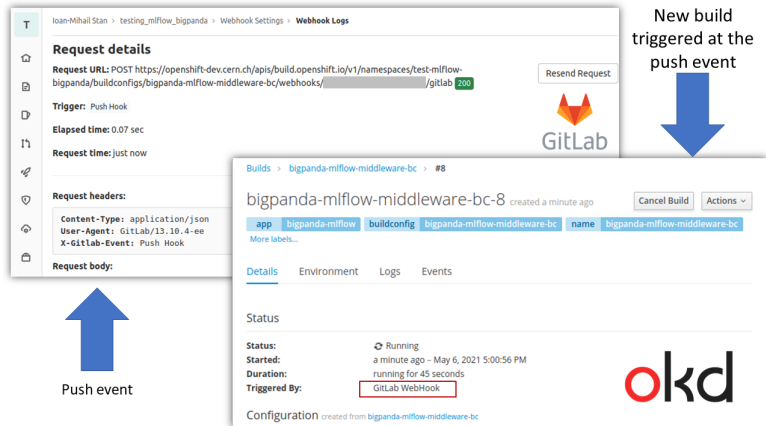 T
Ioan-Mihail Stan > testing_mlflow_bigpanda > Webhook Settings > Webhook Logs
Request details
Request URL: POST https://openshift-dev.cern.ch/apis/build.openshift.io/v1/namespaces/test-mlflow-
bigpanda/buildconfigs/bigpanda-mlflow-middleware-bc/webhooks/ /gitlab 200
Resend Request
Trigger: Push Hook
Elapsed time: 0.07 sec
Request time: just now
GitLab
Request headers:
Content-Type: application/json
User-Agent: GitLab/13.10.4-ee
X-Gitlab-Event: Push Hook
Request body:
New build
triggered at the
push event
Push event
Builds > bigpanda-mlflow-middleware-bc > #8
bigpanda-mlflow-middleware-bc-8 created a minute ago
Cancel Build
Actions
app bigpanda-mlflow buildconfig bigpanda-mlflow-middleware-bc name bigpanda-mlflow-middleware-bc
More labels...
Details Environment Logs Events
Status
Status: Running
Started: a minute ago – May 6, 2021 5:00:56 PM
Duration: running for 45 seconds
Triggered By: GitLab WebHook
okd
Configuration created from bigpanda-mlflow-middleware-bc